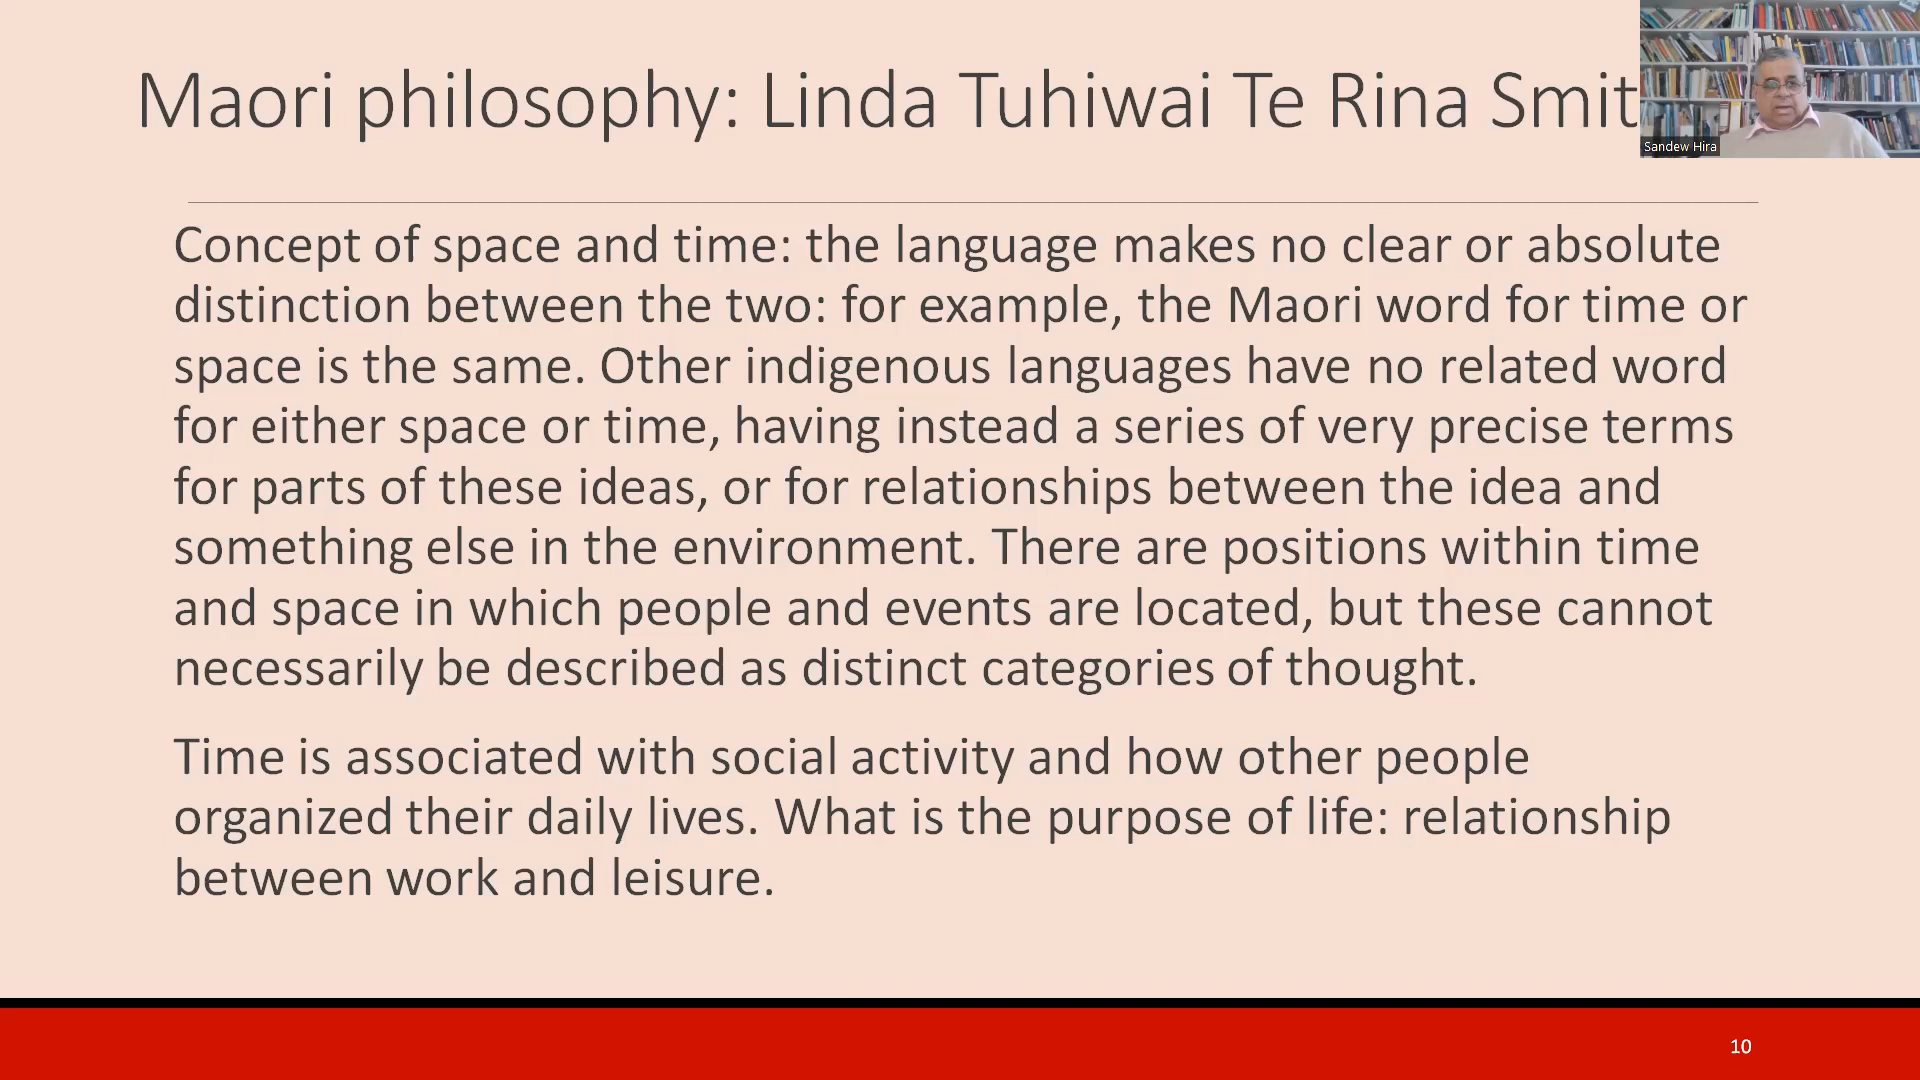 Maori philosophy: Linda Tuhiwai Te Rina Smit
Sandew Hira
Concept of space and time: the language makes no clear or absolute
distinction between the two: for example, the Maori word for time or
space is the same. Other indigenous languages have no related word
for either space or time, having instead a series of very precise terms
for parts of these ideas, or for relationships between the idea and
something else in the environment. There are positions within time
and space in which people and events are located, but these cannot
necessarily be described as distinct categories of thought.
Time is associated with social activity and how other people
organized their daily lives. What is the purpose of life: relationship
between work and leisure.
10